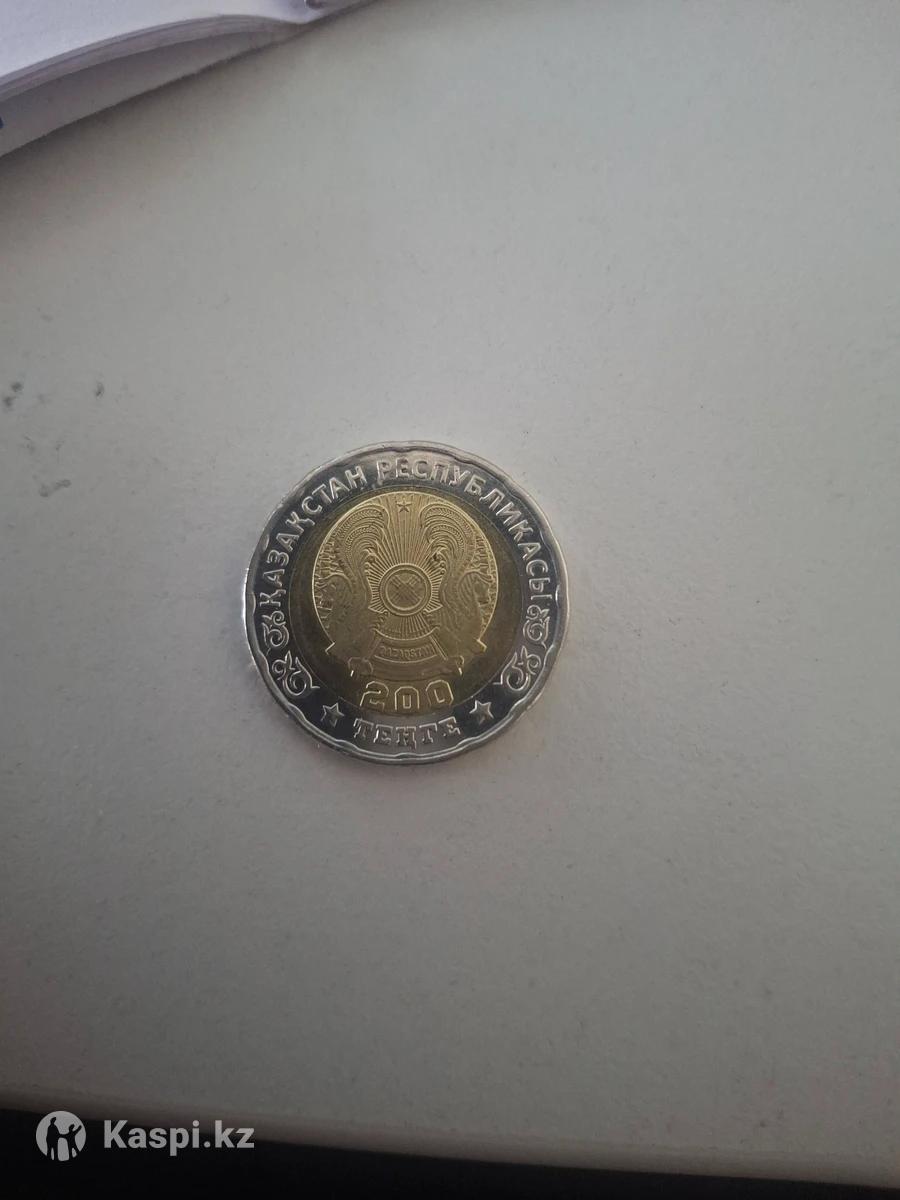 ҚАЗАҚСТАН РЕСПУБЛИКАСЫ
QAZAQSTAN
200
ТЕҢГЕ
Kaspi.kz